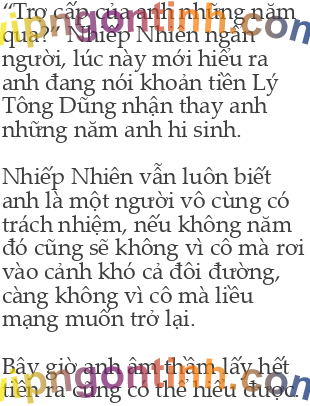 “Trợ cấp của anh những năm
qua?” Nhiếp Nhiên ngẩn
người, lúc này mới hiểu ra
anh đang nói khoản tiền Lý
Tông Dũng nhận thay anh
những năm anh hi sinh.
Nhiếp Nhiên vẫn luôn biết
anh là một người vô cùng có
trách nhiệm, nếu không năm
đó cũng sẽ không vì cô mà rơi
vào cảnh khó cả đôi đường,
càng không vì cô mà liều
mạng muốn trở lại.
Bây giờ anh âm thầm lấy hết
tiền ra cũng có thể hiểu được
vipngontinh.com
vipngontinh.com